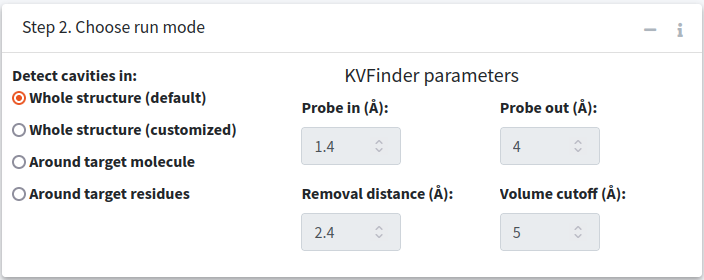 Step 2. Choose run mode
Detect cavities in:
Whole structure (default)
Whole structure (customized)
Around target molecule
Around target residues
KVFinder parameters
Probe in (Å):
Probe out (Å):
1.4
4
Removal distance (Å):
Volume cutoff (Å):
2.4
5